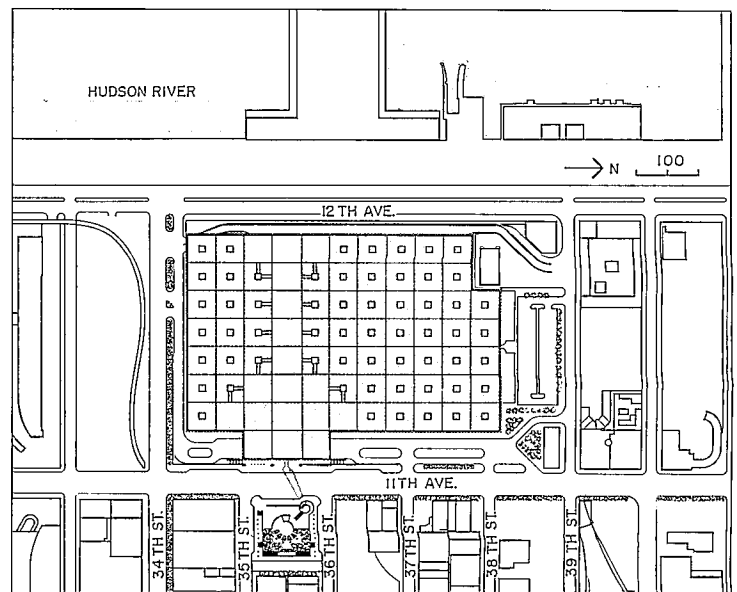 HUDSON RIVER
N
100
12TH AVE.
11TH AVE.
34TH ST.
35TH ST.
36TH ST.
37TH ST.
38TH ST.
39TH ST.